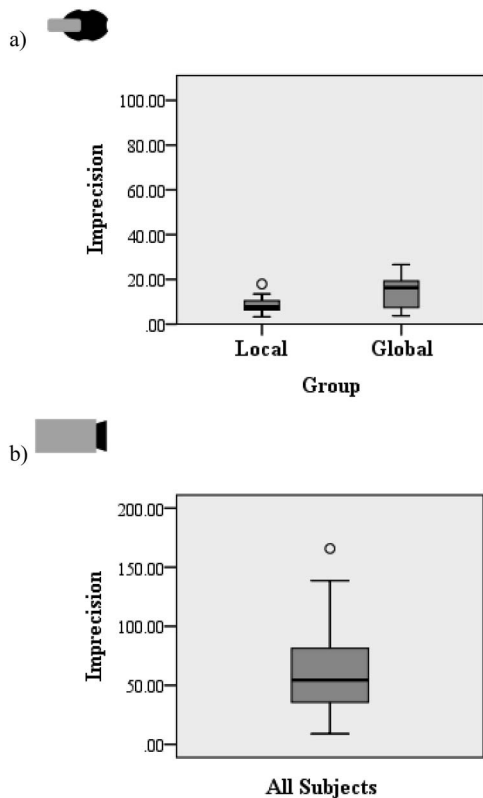 a)
100.00
80.00
60.00
40.00
20.00
.00
Imprecision
Local Global
Group
b)
200.00
150.00
100.00
50.00
.00
Imprecision
All Subjects